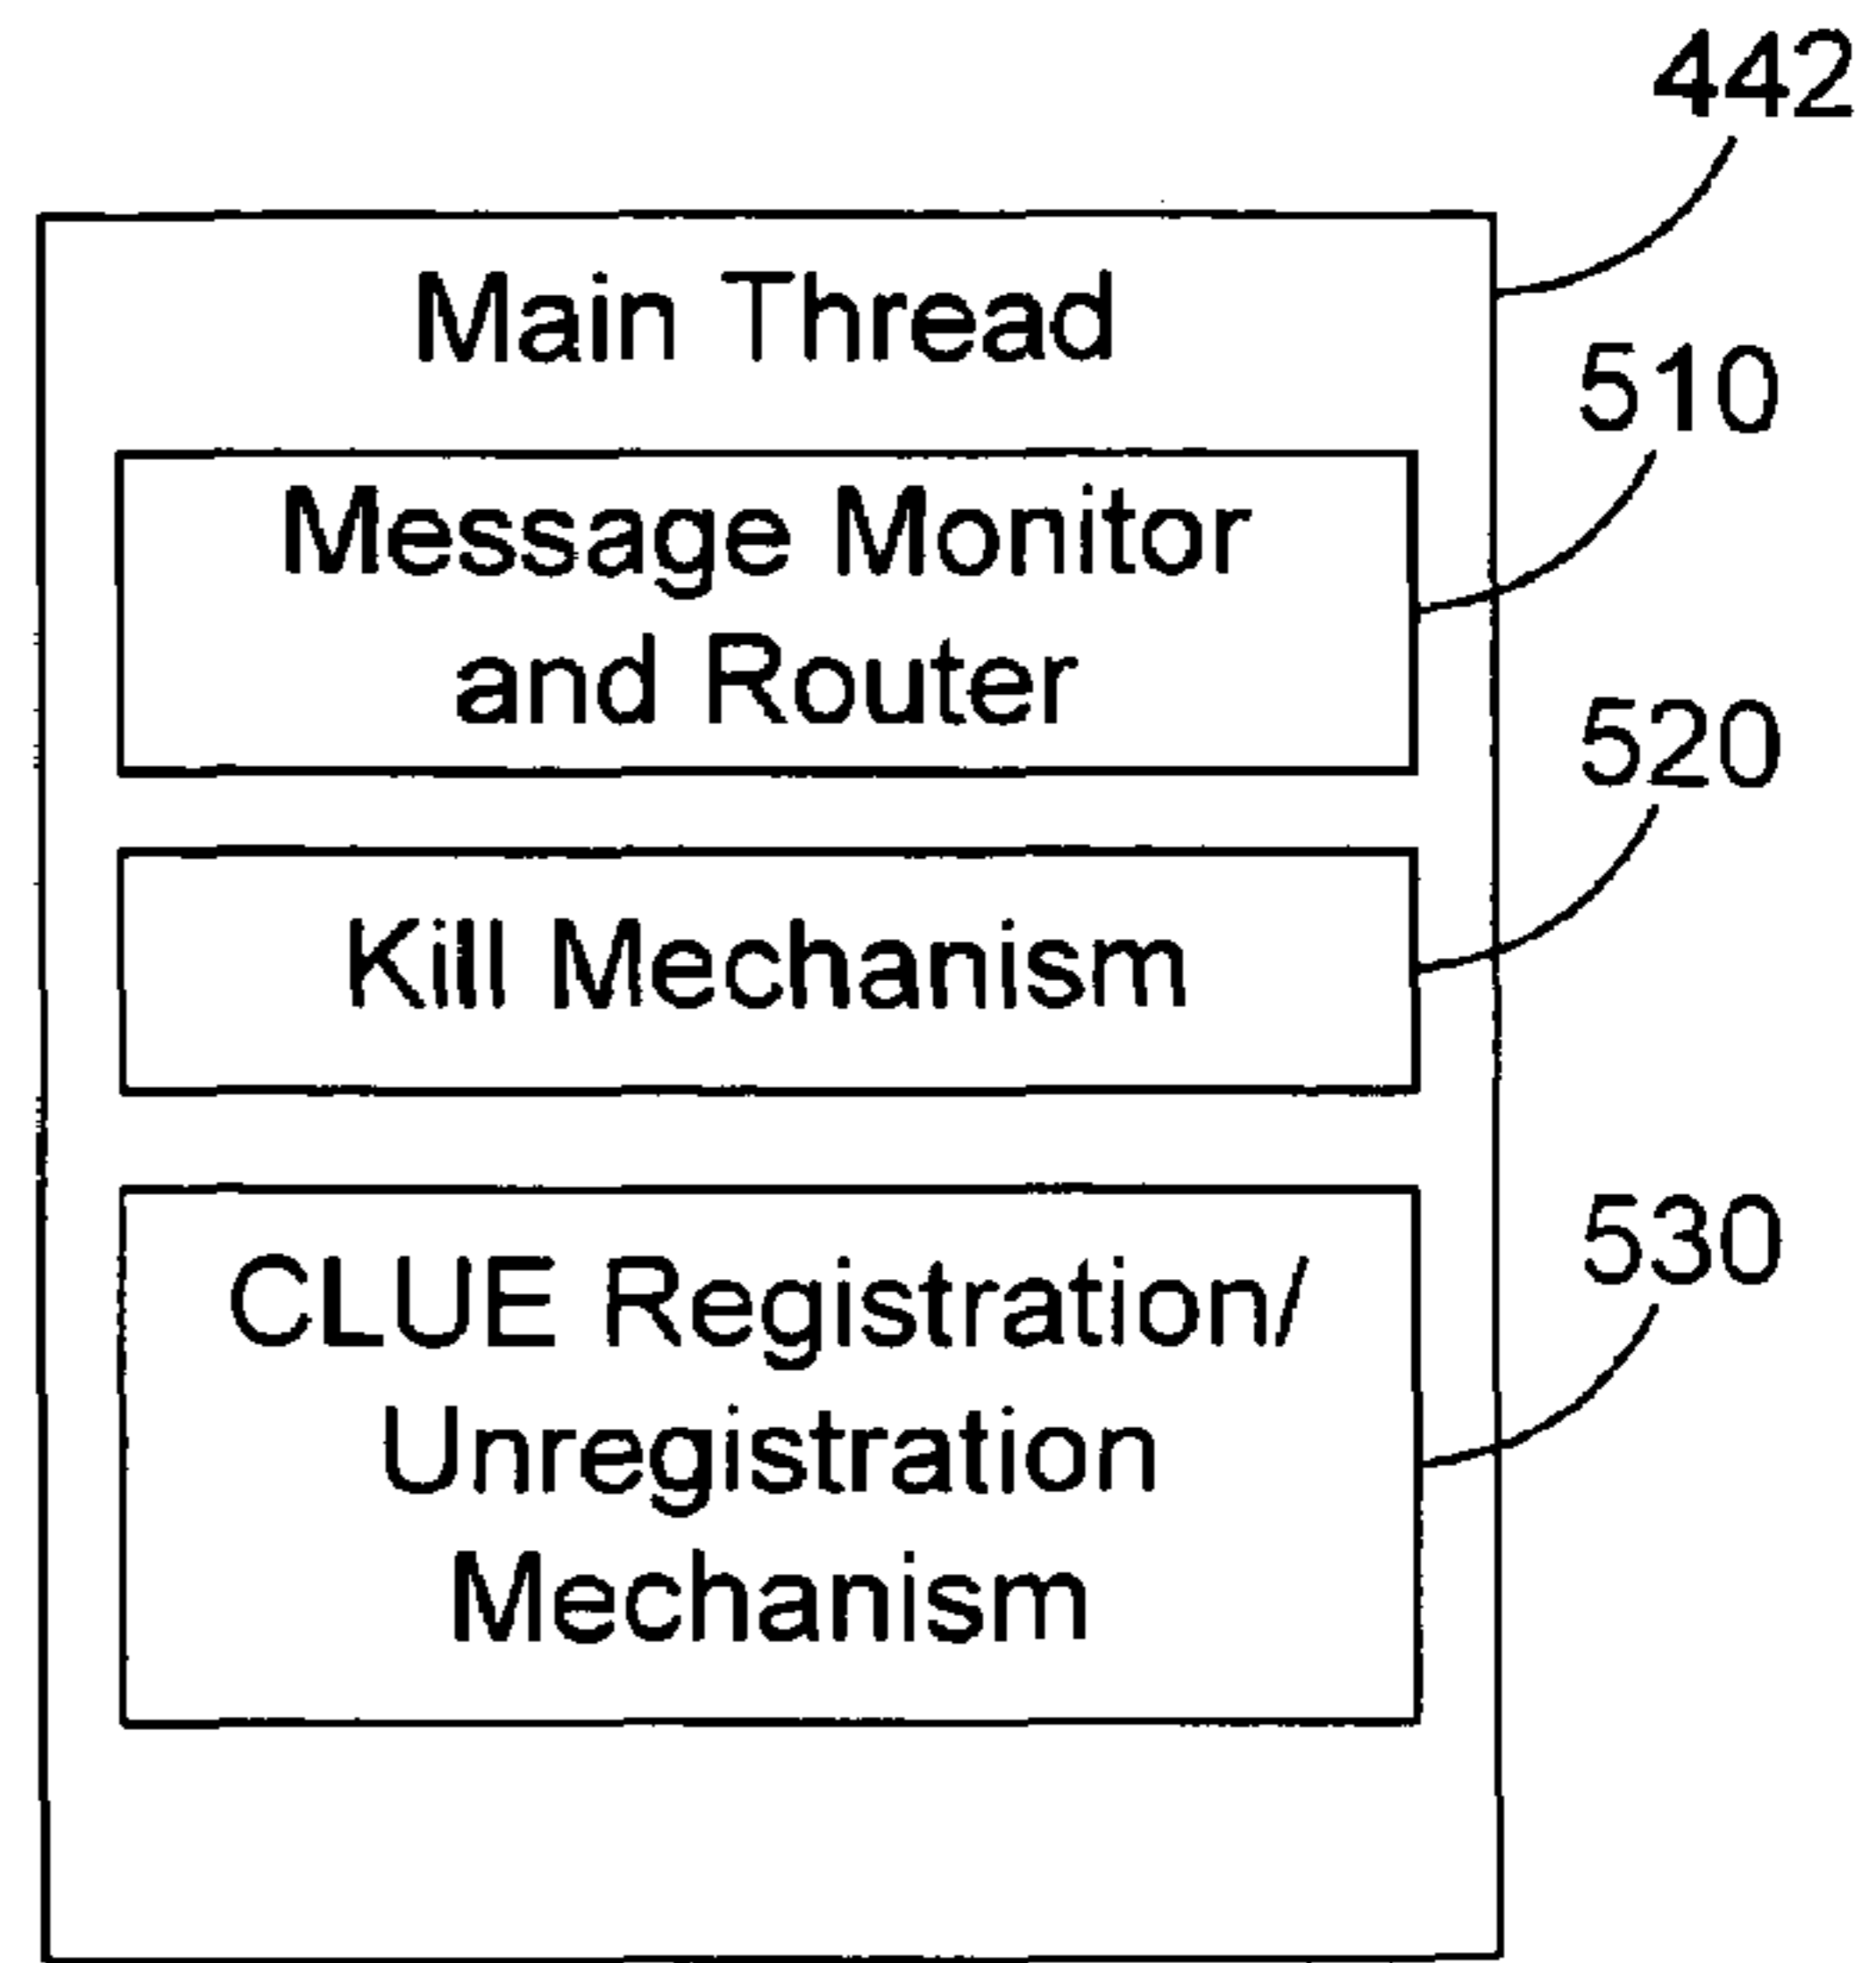 442
Main Thread
510
Message Monitor
and Router
520
Kill Mechanism
530
CLUE Registration/
Unregistration
Mechanism